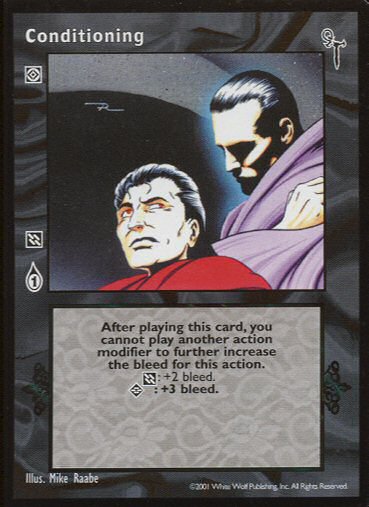 Conditioning
1
After playing this card, you
cannot play another action
modifier to further increase
the bleed for this action.
: +2 bleed.
: +3 bleed.
Illus. Mike Raabe
©2001 White Wolf Publishing, Inc. All Rights Reserved.